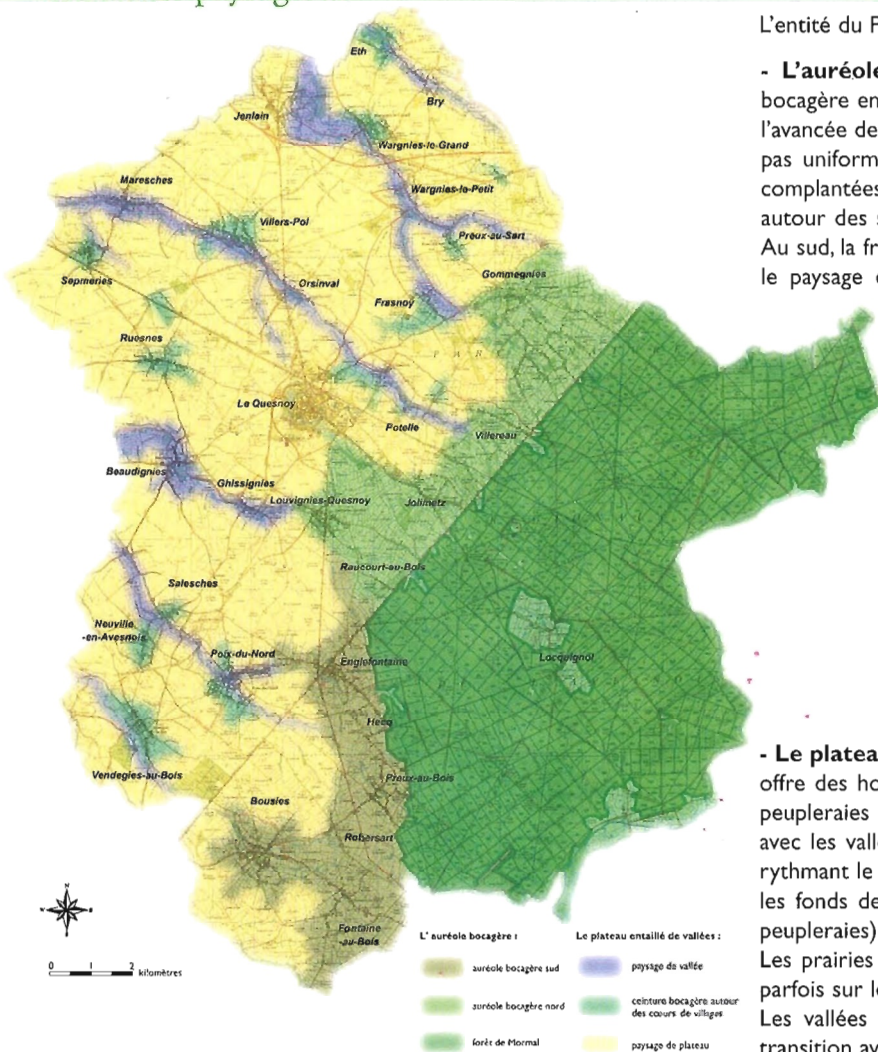 L'entité du
- L'auréole
bocagère en
l'avancée de
pas uniform
complantées
autour des
Au sud, la
le paysage
Eth
Bry
Jenlain
Wargnies-le-Grand
Maresches
Wargnies-le-Petit
Villers-Pol
Preux-au-Sart
Sepmeries
Orsinval
Gommegnies
Frasnoy
Ruesnes
PAR
Le Quesnoy
Potelle
Villereau
Beaudignies
Ghissignies
Louvignies-Quesnoy
Jolimetz
Raucourt-au-Bois
Salesches
Neuville
-en-Avesnois
Poix-du-Nord
Englefontaine
Locquignol
Hecq
Vendegies-au-Bois
Preux-au-Bois
Bousies
Robersart
Fontaine
-au-Bois
N
W
E
S
0 1 2 kilomètres
L'auréole bocagère :
auréole bocagère sud
auréole bocagère nord
forêt de Mormal
Le plateau entaillé de vallées :
paysage de vallée
ceinture bocagère autour
des cœurs de villages
paysage de plateau
- Le platea
offre des
peupleraies
avec les
rythmant le
les fonds de
peupleraies)
Les prairies
parfois sur
Les vallées